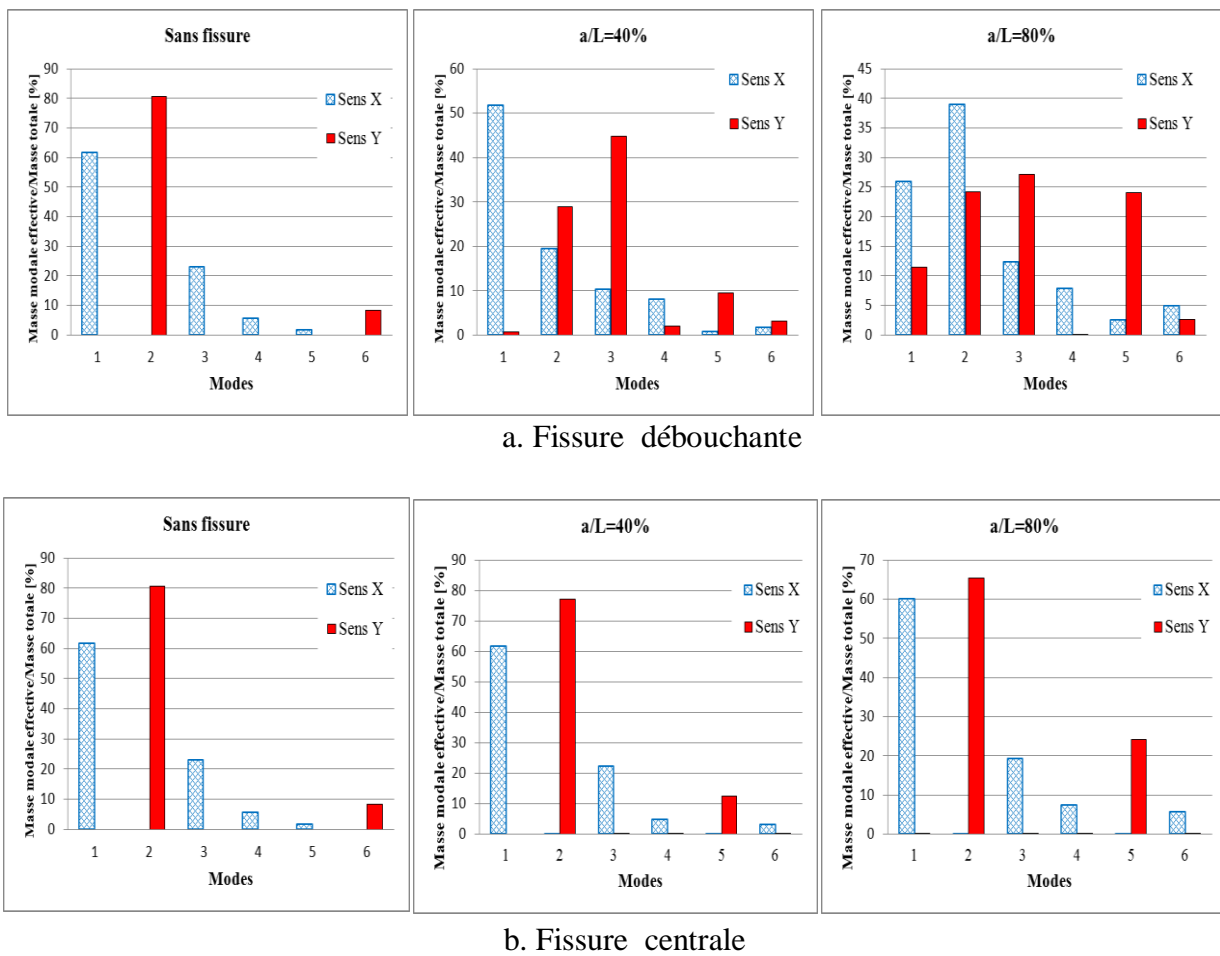 Sans fissure
Masse modale effective/Masse totale [%]
90
80
70
60
50
40
30
20
10
0
Sens X
Sens Y
1 2 3 4 5 6
Modes
a/L=40%
Masse modale effective/Masse totale [%]
60
50
40
30
20
10
0
Sens X
Sens Y
1 2 3 4 5 6
Modes
a/L=80%
Masse modale effective/Masse totale [%]
45
40
35
30
25
20
15
10
5
0
Sens X
Sens Y
1 2 3 4 5 6
Modes
a. Fissure débouchante
Sans fissure
Masse modale effective/Masse totale [%]
90
80
70
60
50
40
30
20
10
0
Sens X
Sens Y
1 2 3 4 5 6
Modes
a/L=40%
Masse modale effective/Masse totale [%]
90
80
70
60
50
40
30
20
10
0
Sens X
Sens Y
1 2 3 4 5 6
Modes
a/L=80%
Masse modale effective/Masse totale [%]
70
60
50
40
30
20
10
0
Sens X
Sens Y
1 2 3 4 5 6
Modes
b. Fissure centrale